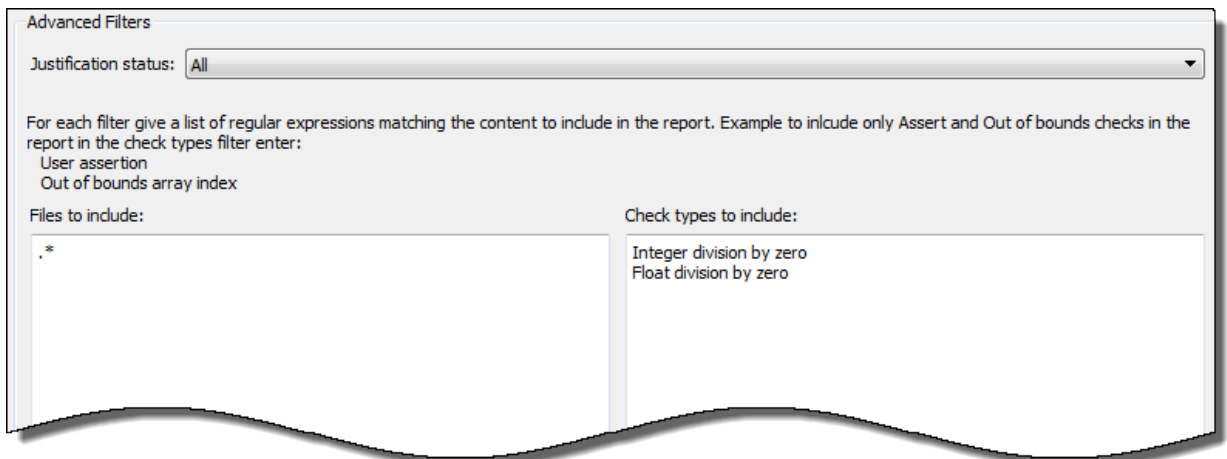 Advanced Filters
Justification status: All
For each filter give a list of regular expressions matching the content to include in the report. Example to inlcude only Assert and Out of bounds checks in the
report in the check types filter enter:
User assertion
Out of bounds array index
Files to include:
.*
Check types to include:
Integer division by zero
Float division by zero